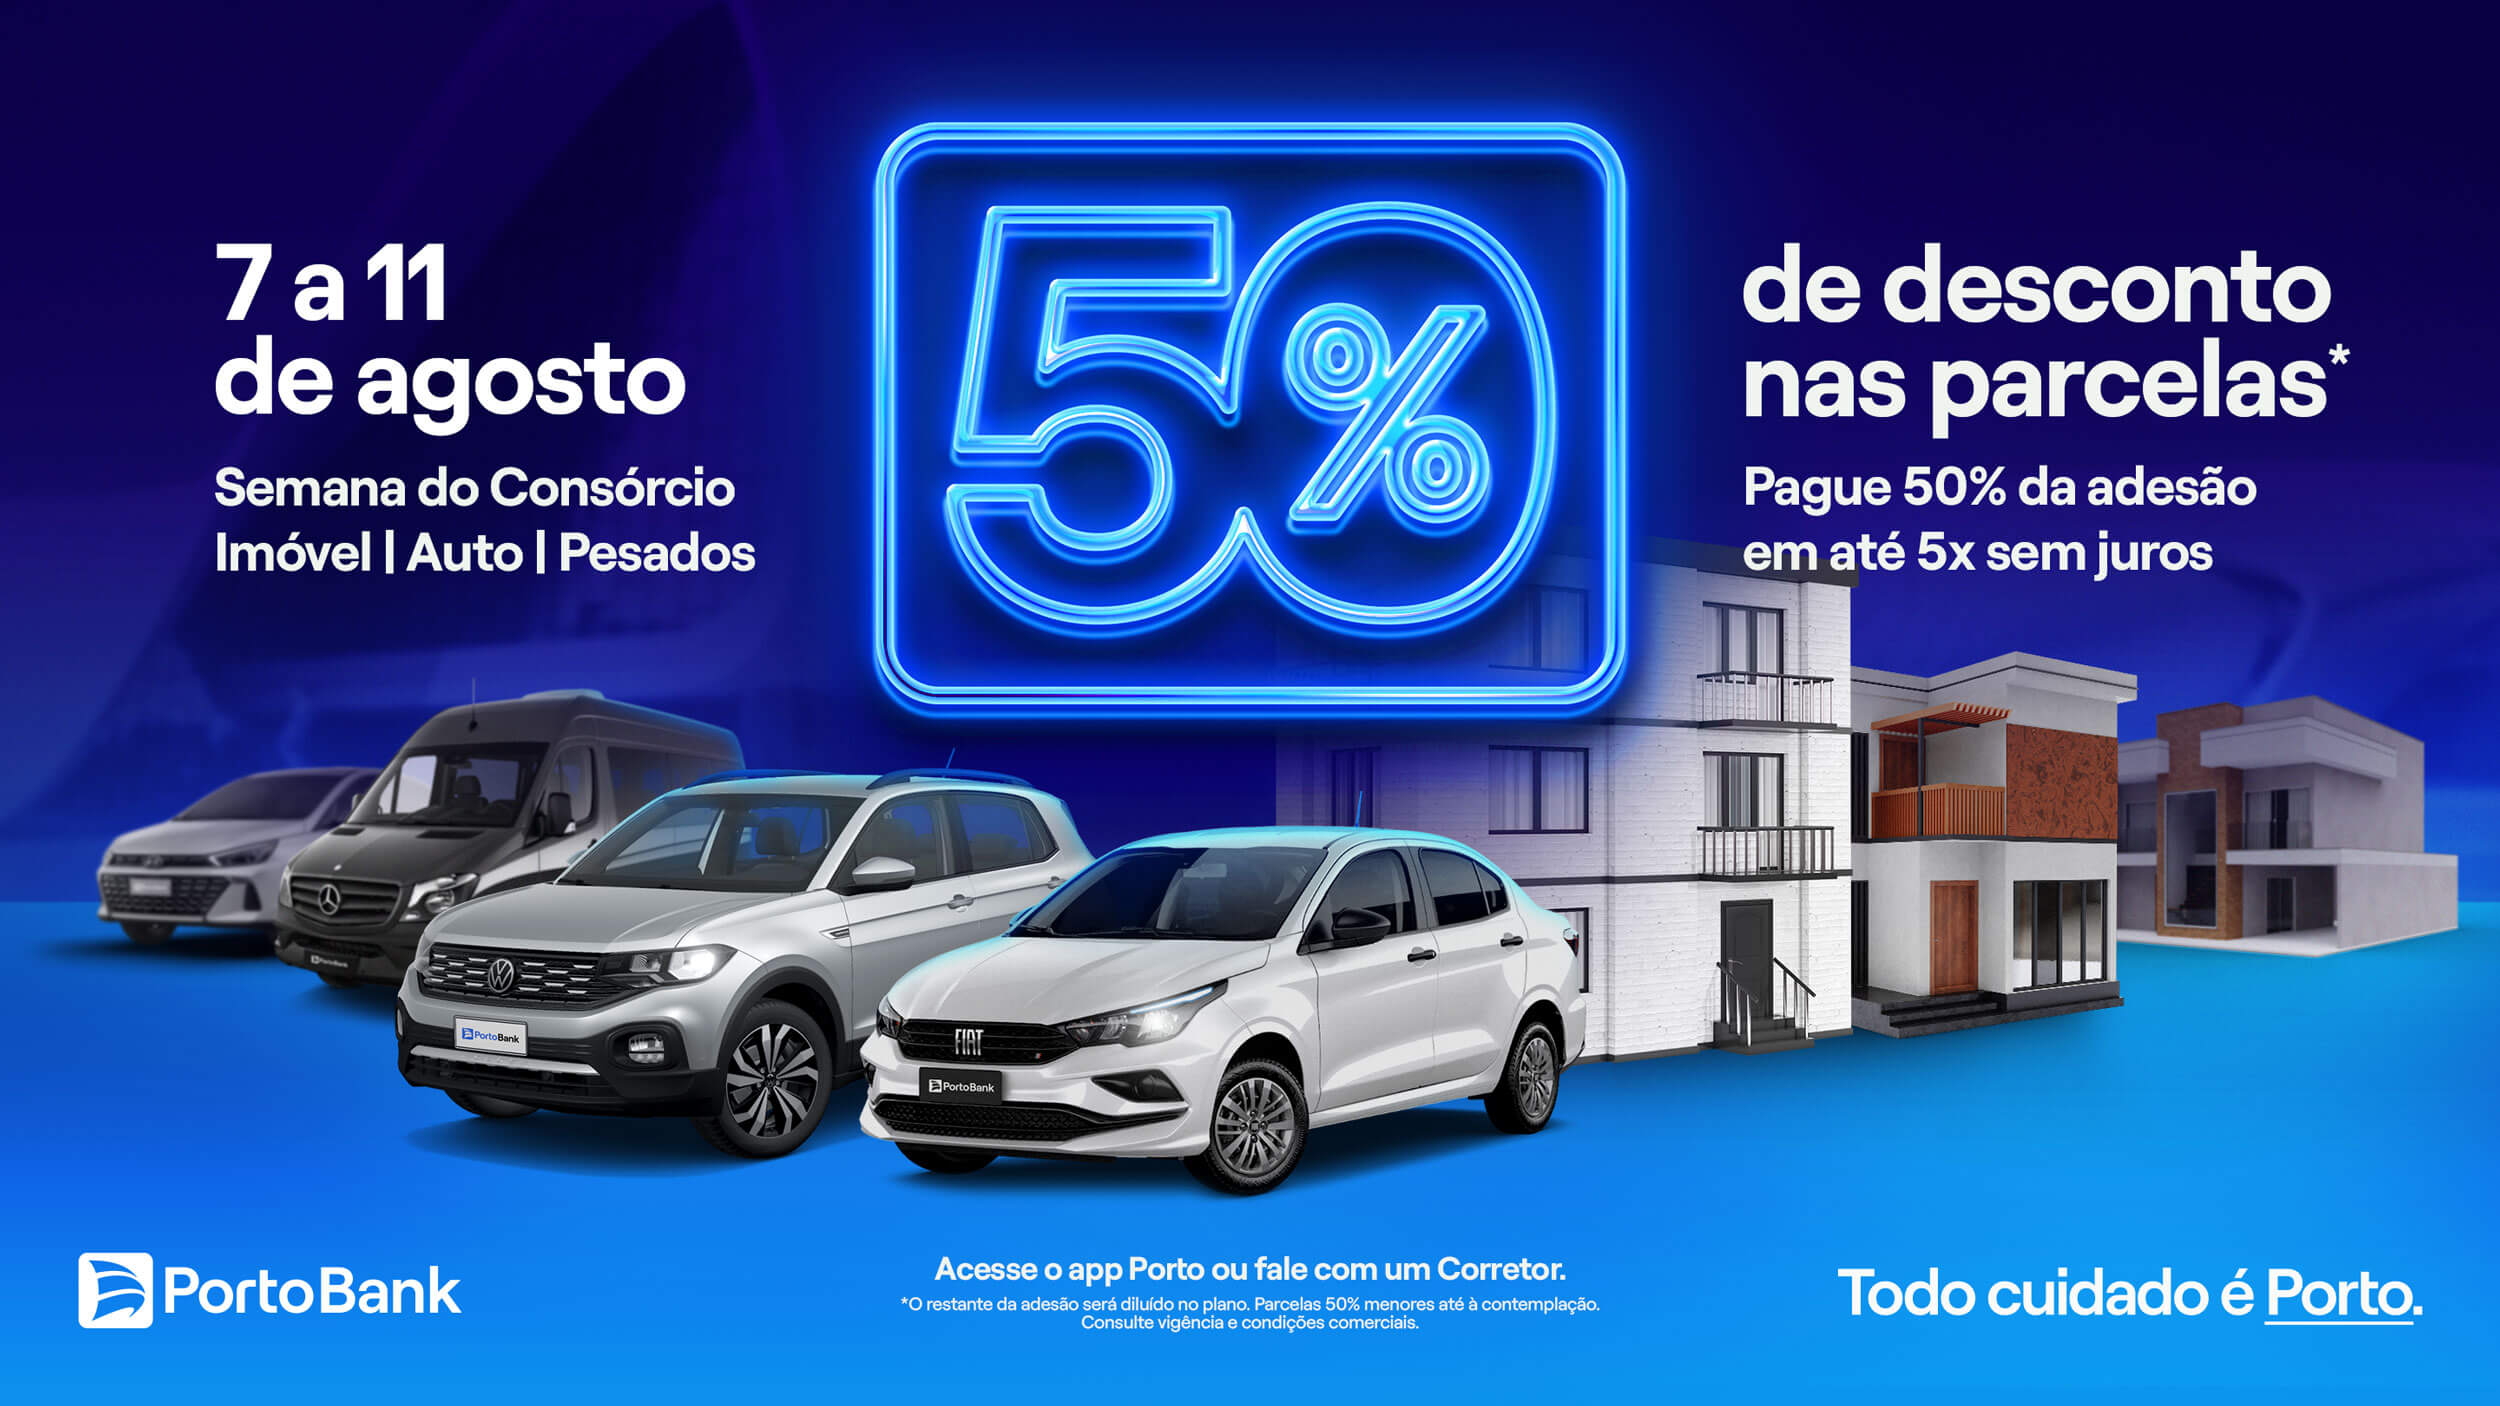 7 a 11
de agosto
Semana do Consórcio
Imóvel | Auto | Pesados
50%
de desconto
nas parcelas*
Pague 50% da adesão
em até 5x sem juros
PortoBank
PortoBank
FIAT
PortoBank
PortoBank
Acesse o app Porto ou fale com um Corretor.
*O restante da adesão será diluído no plano. Parcelas 50% menores até à contemplação.
Consulte vigência e condições comerciais.
Todo cuidado é Porto.